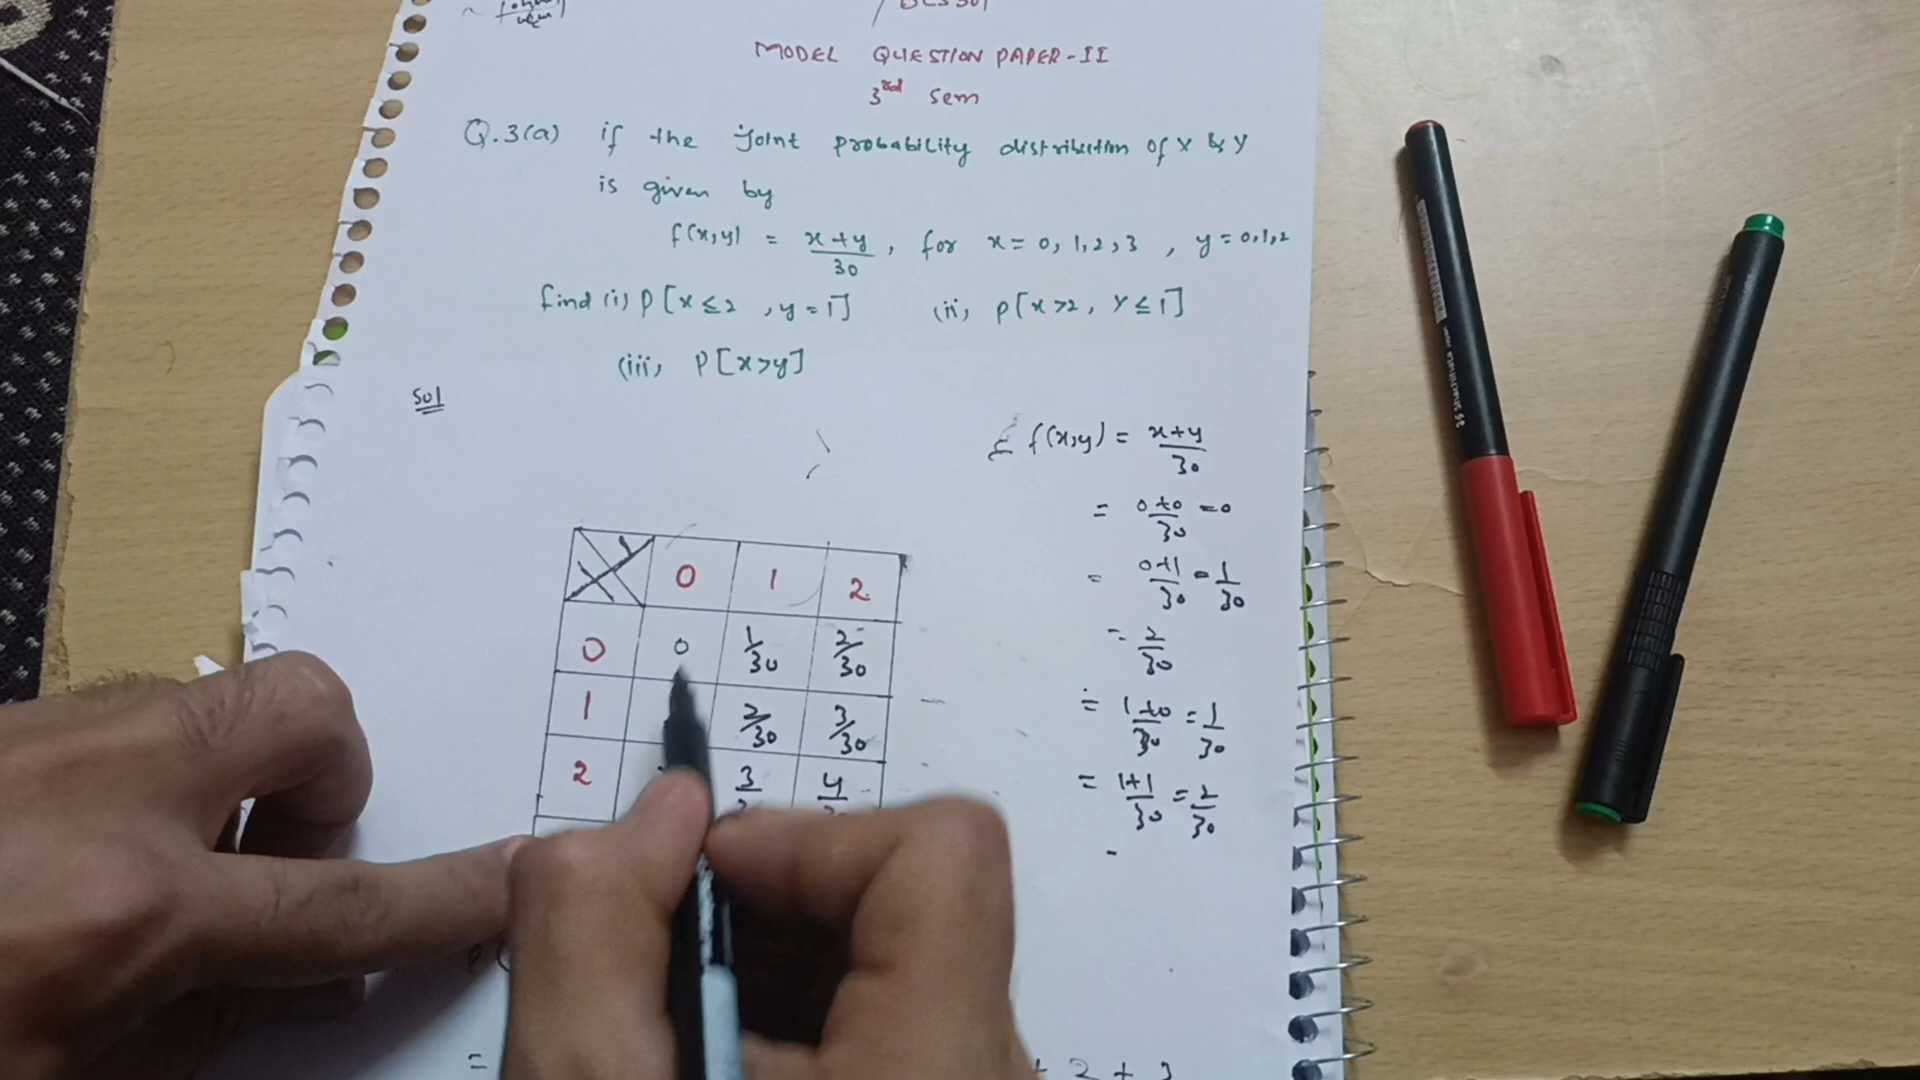 MODEL QUESTION PAPER-II
3rd sem
Q.3(a) if the joint probability distribution of x & y
is given by
f(x,y) = x+y/30 , for x = 0,1,2,3 , y = 0,1,2
find (i) P[x≤2 , y=1] (ii) P[x>2, Y≤1]
(iii) P[x>y]
Sol
Σ f(x,y) = x+y/30
= 0+0/30 = 0
= 0+1/30 = 1/30
= 2/30
= 1+0/30 = 1/30
= 1+1/30 = 2/30
X Y 0 1 2
0 0 1/30 2/30
1 2/30 3/30
2 3 4
P(
= + 2 + 3